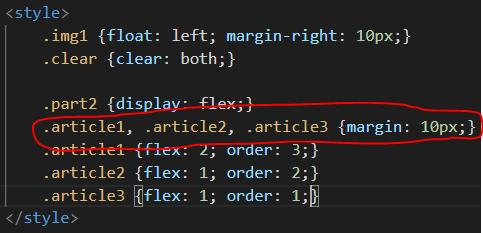 <style>
.img1 {float: left; margin-right: 10px;}
.clear {clear: both;}
.part2 {display: flex;}
.article1, .article2, .article3 {margin: 10px;}
.article1 {flex: 2; order: 3;}
.article2 {flex: 1; order: 2;}
.article3 {flex: 1; order: 1;}
</style>